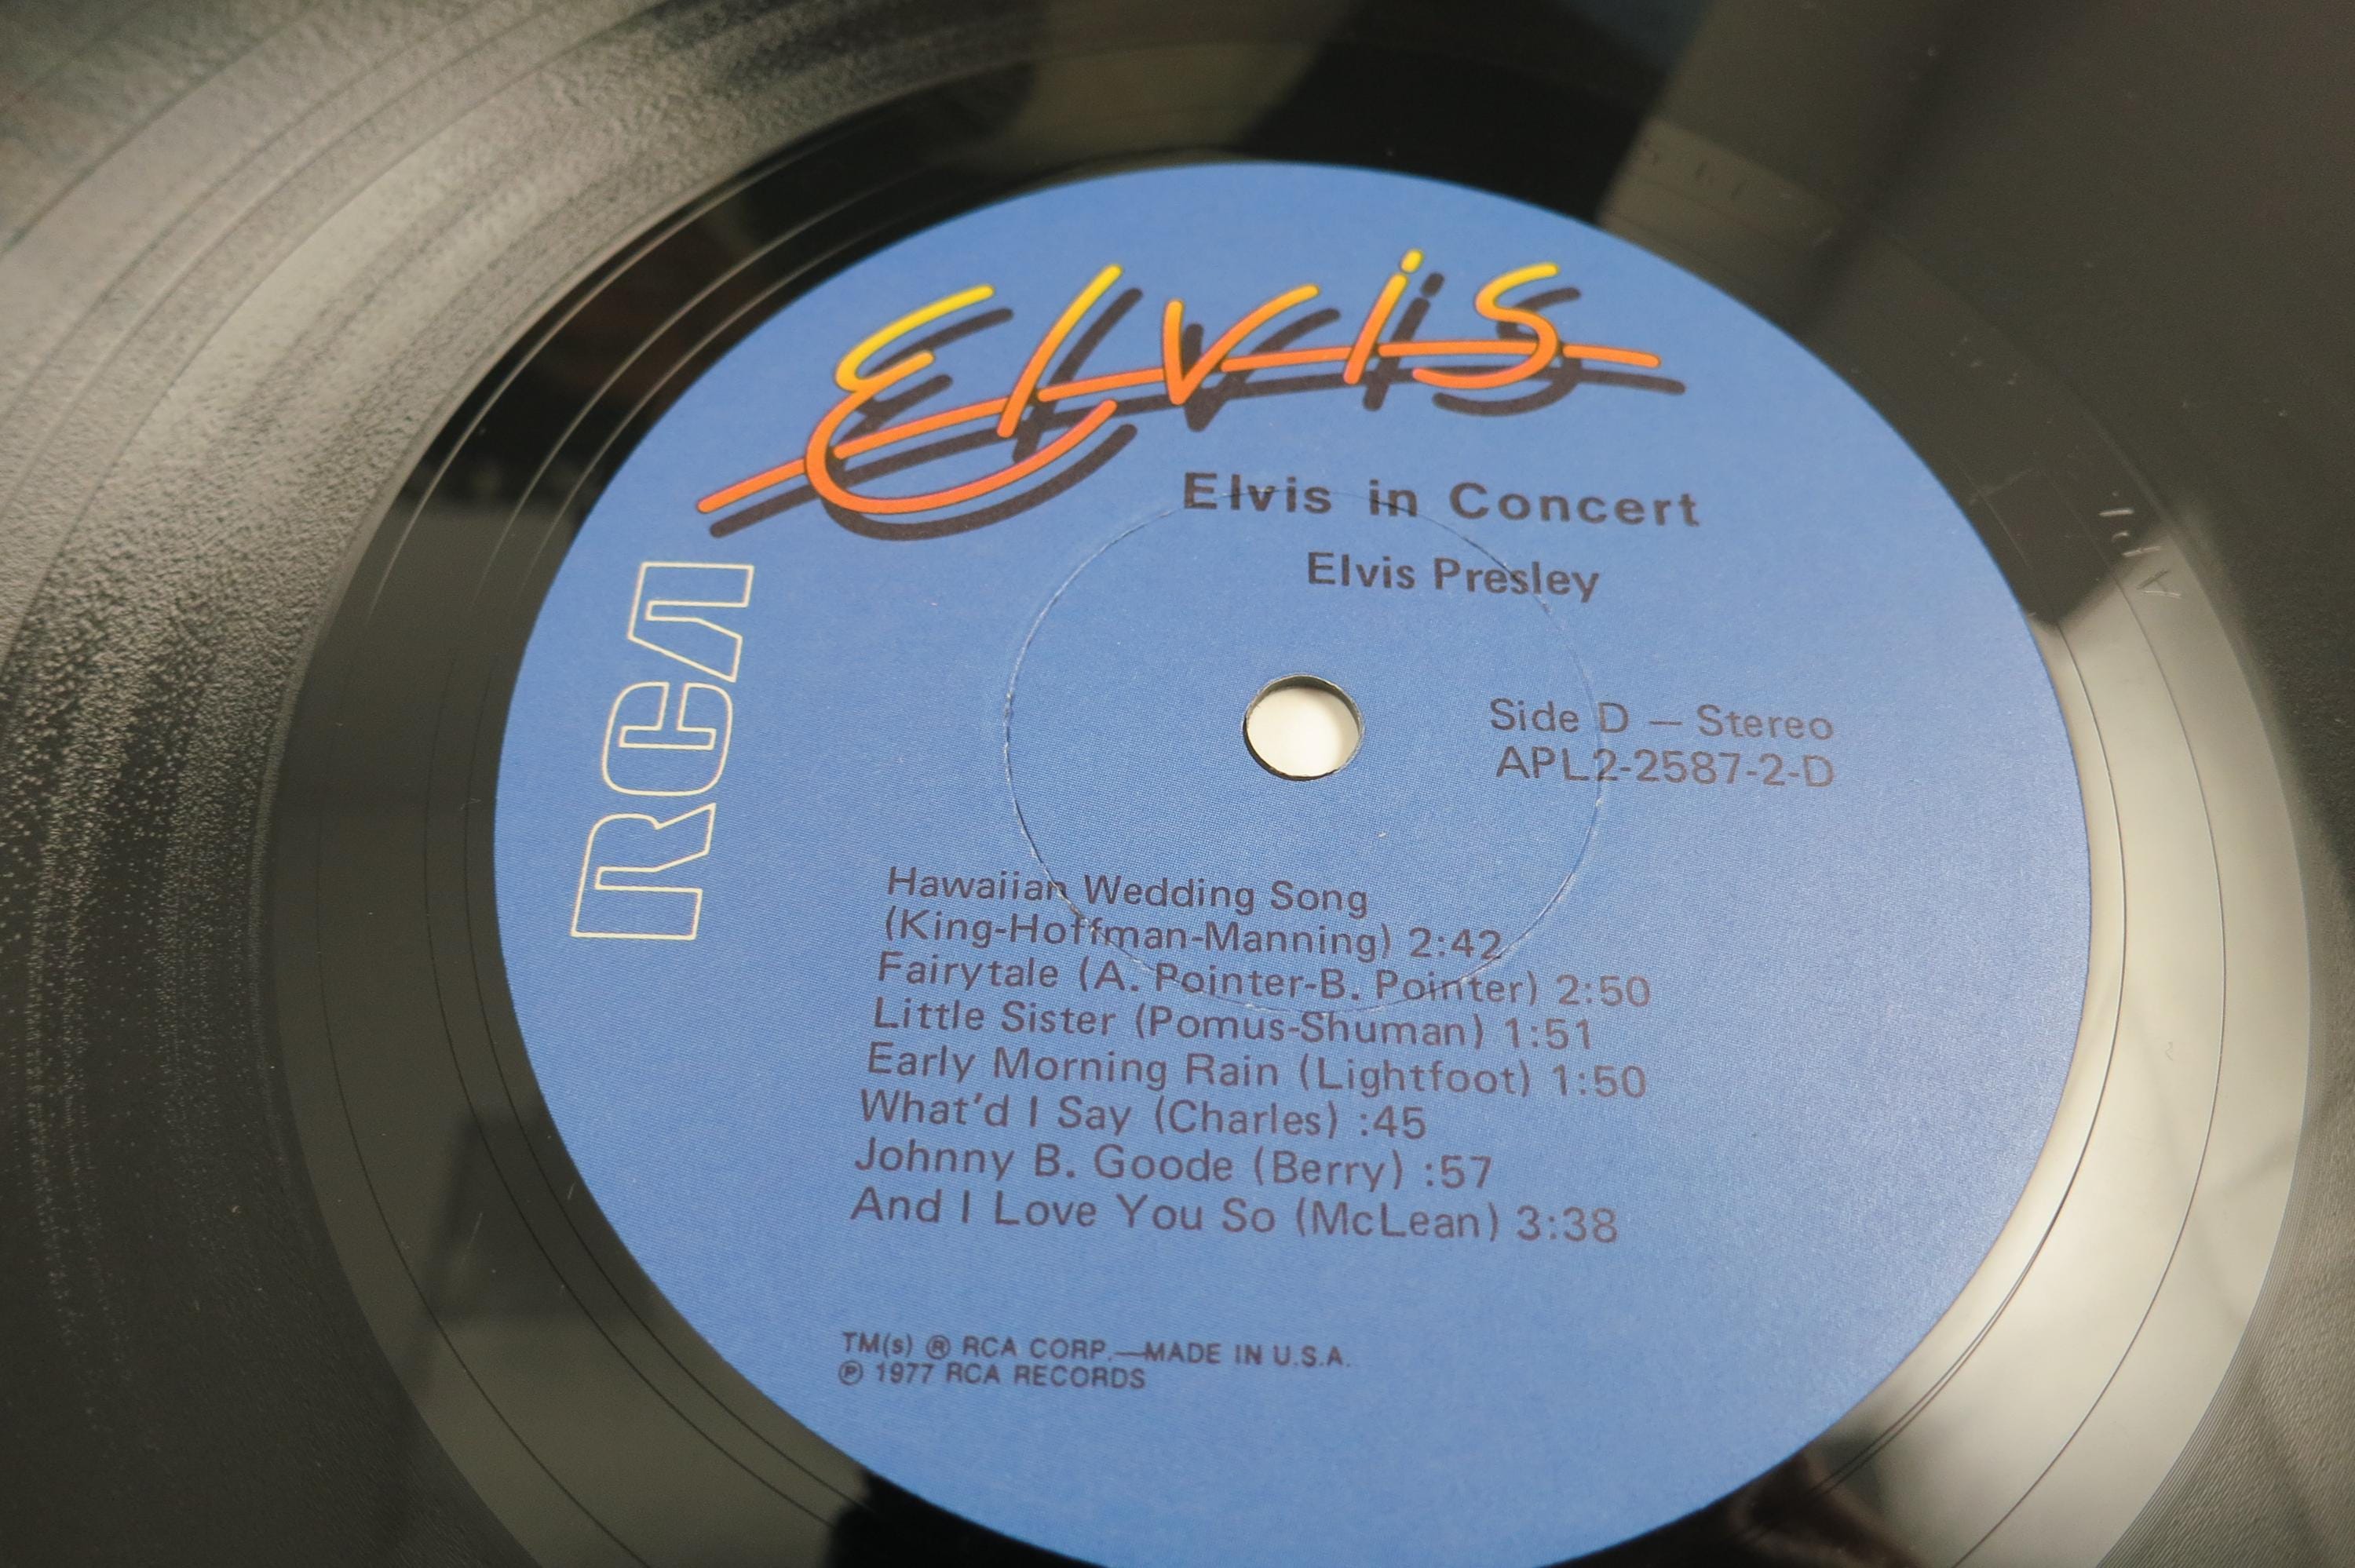 Elvis
Elvis in Concert
Elvis Presley
RCA
Side D — Stereo
APL2-2587-2-D
Hawaiian Wedding Song
(King-Hoffman-Manning) 2:42
Fairytale (A. Pointer-B. Pointer) 2:50
Little Sister (Pomus-Shuman) 1:51
Early Morning Rain (Lightfoot) 1:50
What'd I Say (Charles) :45
Johnny B. Goode (Berry) :57
And I Love You So (McLean) 3:38
TM(s) ® RCA CORP.—MADE IN U.S.A.
℗ 1977 RCA RECORDS